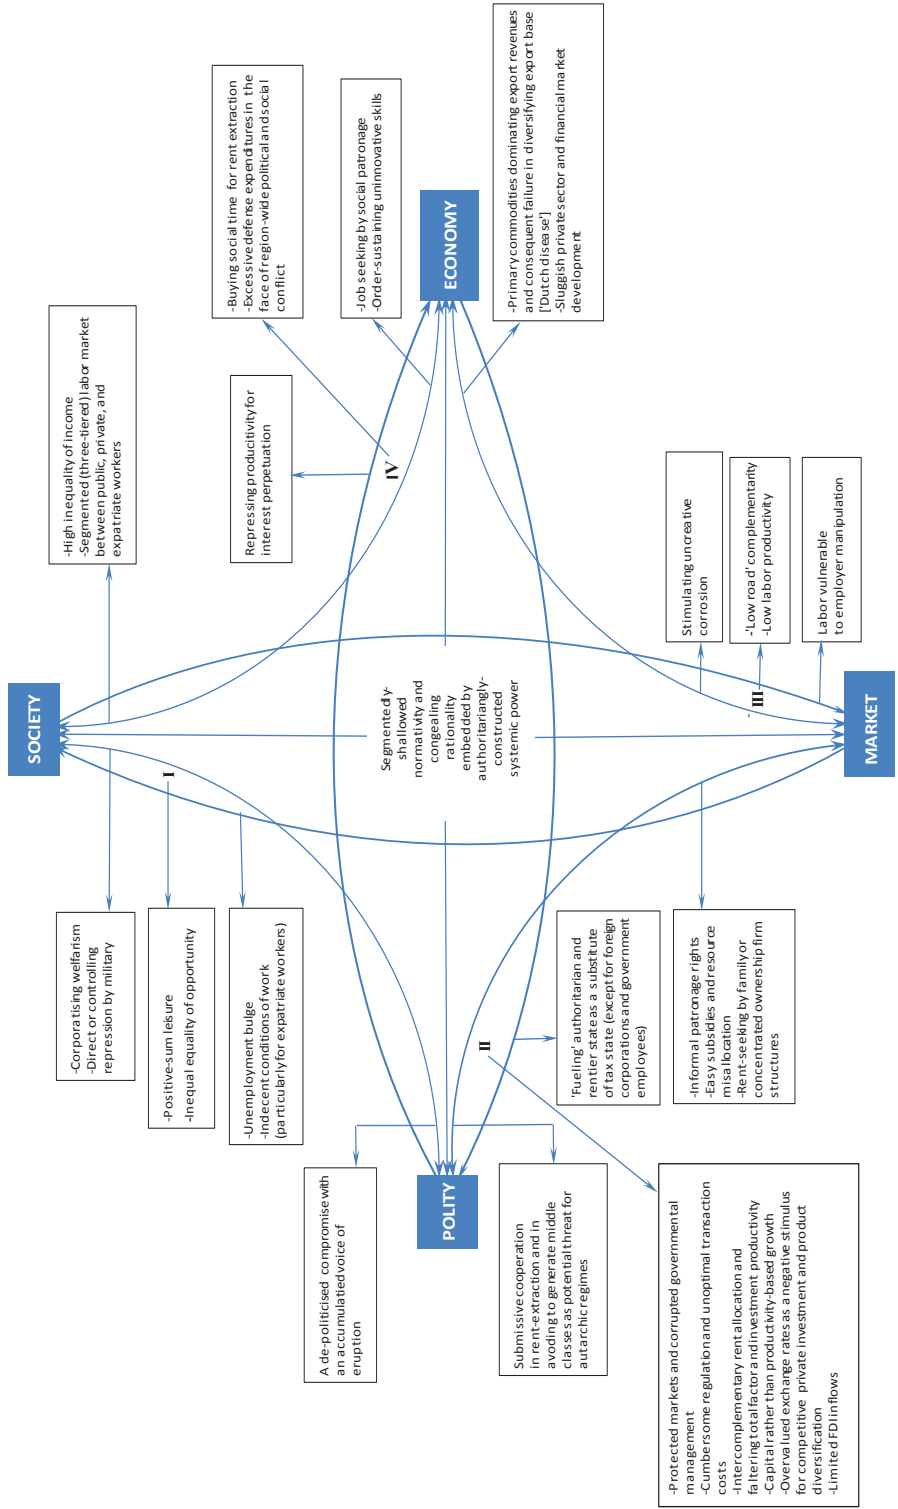 SOCIETY
-Corporatising welfarism
-Direct or controlling
repression by military
-High inequality of income
-Segmented (three-tiered) labor market
between public, private, and
expatriate workers
-Positive-sum leisure
-Inequal equality of opportunity
I
-Unemployment bulge
-Indecent conditions of work
(particularly for expatriate workers)
Repressing producitivity for
interest perpetuation
-Buying social time for rent extraction
-Excessive defense expenditures in the
face of region-wide political and social
conflict
A de-politicised compromise with
an accumulatied voice of
eruption
IV
-Job seeking by social patronage
-Order-sustaining uninnovative skills
POLITY
Segmentedly-
shallowed
normativity and
congealing
rationality
embedded by
authoritariangly-
constructed
systemic power
ECONOMY
Submissive cooperation
in rent-extraction and in
avoding to generate middle
classes as potential threat for
autarchic regimes
II
'Fueling' authoritarian and
rentier state as a substitute
of tax state (except for foreign
corporations and government
employees)
-Primary commodities dominating export revenues
and consequent failure in diversifying export base
['Dutch disease']
-Sluggish private sector and financial market
development
-Protected markets and corrupted governmental
management
-Cumbersome regulation and unoptimal transaction
costs
-Intercomplementary rent allocation and
faltering total factor and investment productivity
-Capital rather than productivity-based growth
-Overvalued exchange rates as a negative stimulus
for competitive private investment and product
diversification
-Limited FDI inflows
-Informal patronage rights
-Easy subsidies and resource
misallocation
-Rent-seeking by family or
concentrated ownership firm
structures
Stimulating uncreative
corrosion
III
-'Low road' complementarity
-Low labor productivity
Labor vulnerable
to employer manipulation
MARKET